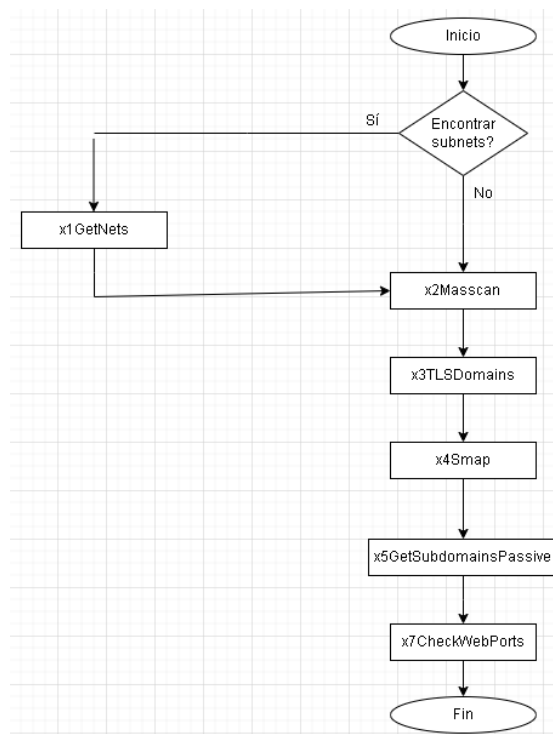 Inicio
Encontrar
subnets?
Sí
No
x1GetNets
x2Masscan
x3TLSDomains
x4Smap
x5GetSubdomainsPassive
x7CheckWebPorts
Fin